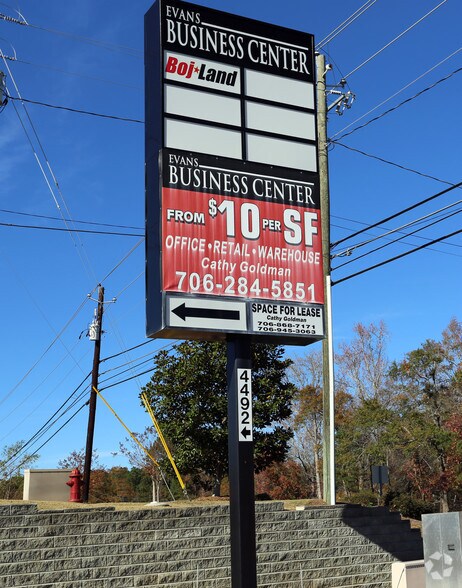 EVANS
BUSINESS CENTER
Boj★Land
EVANS
BUSINESS CENTER
FROM $10 PER SF
OFFICE • RETAIL • WAREHOUSE
Cathy Goldman
706-284-5851
SPACE FOR LEASE
Cathy Goldman
706-868-7171
706-945-3063
4492